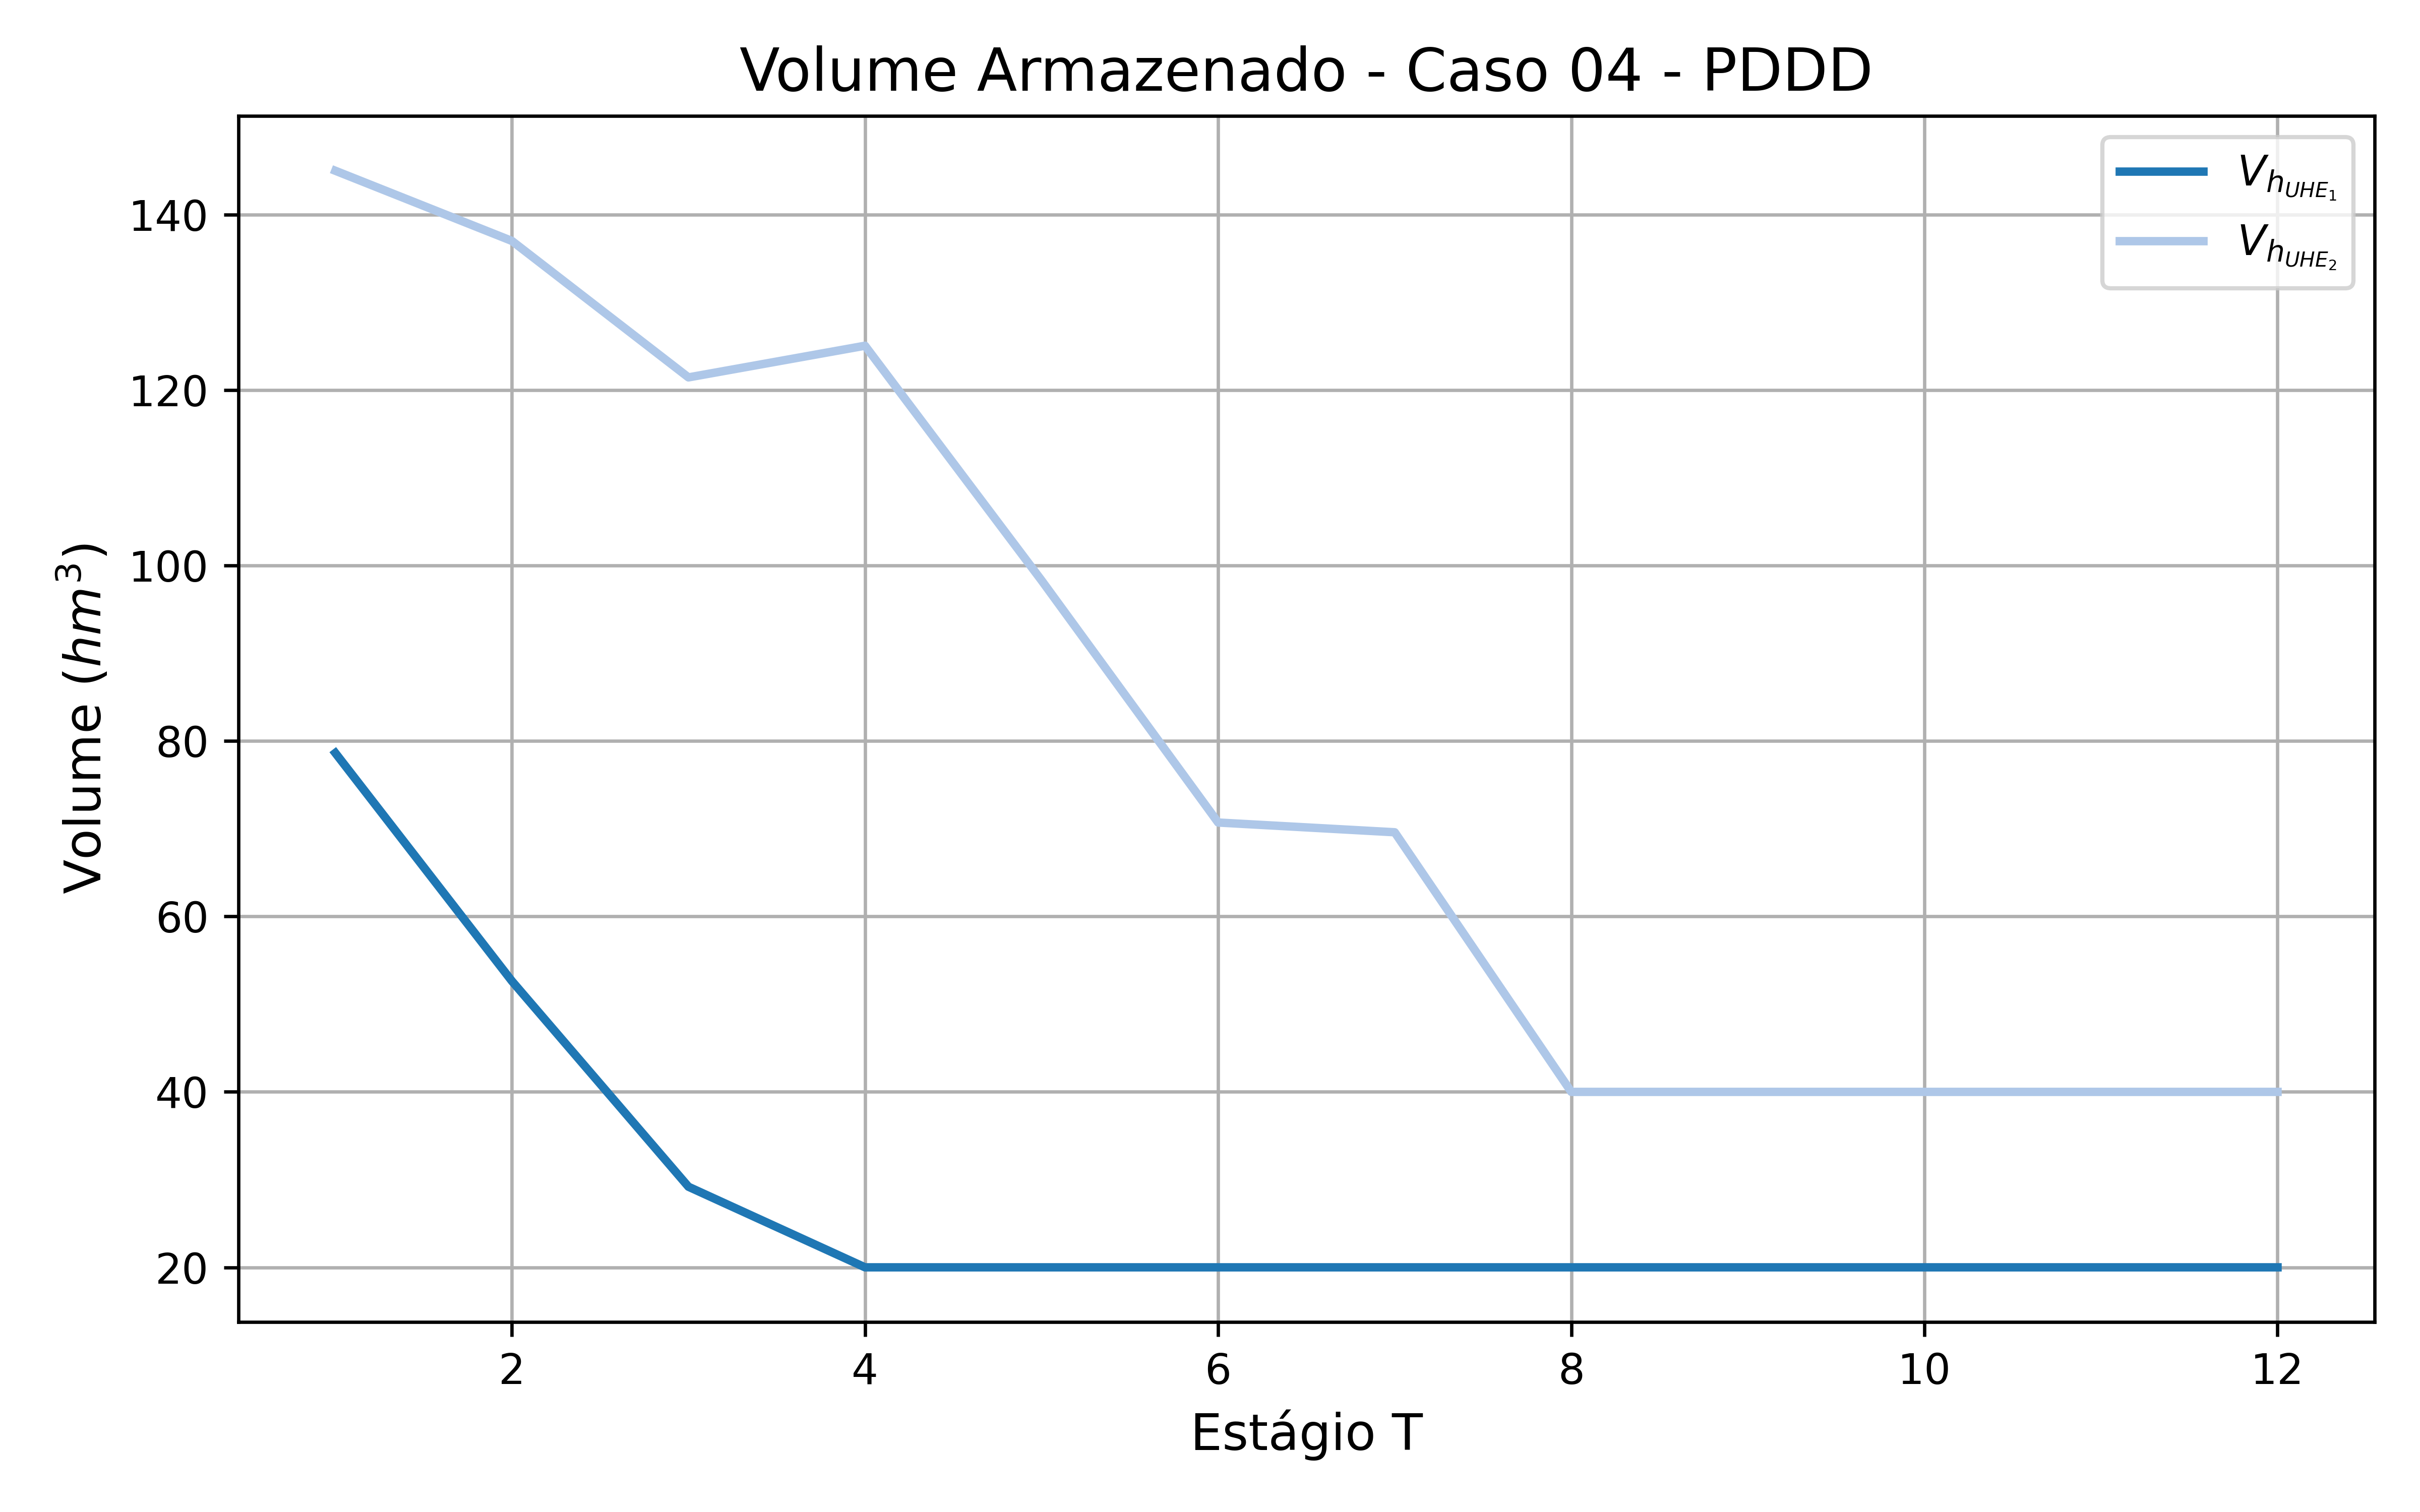 Volume Armazenado - Caso 04 - PDDD
V_{h_{UHE_1}}
V_{h_{UHE_2}}
Volume (hm³)
140
120
100
80
60
40
20
2 4 6 8 10 12
Estágio T